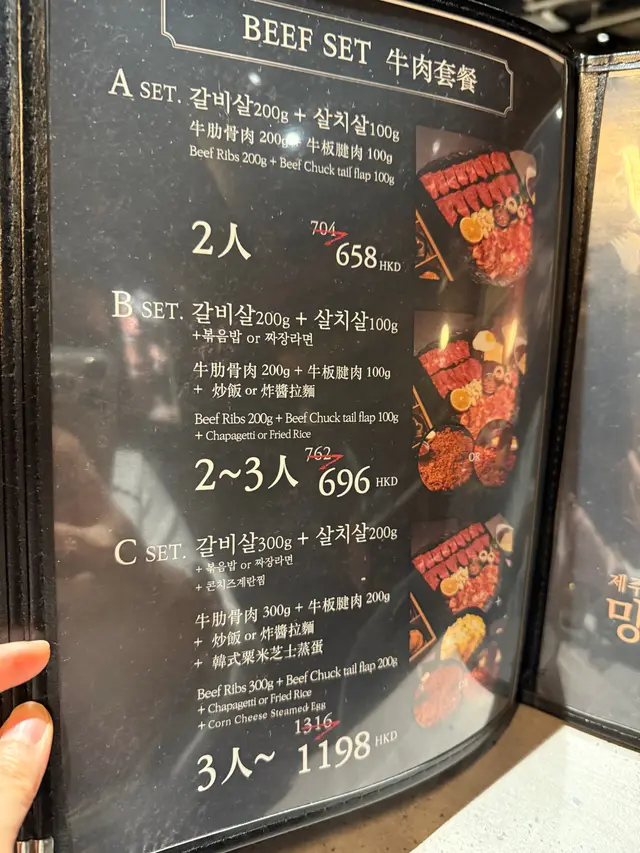 BEEF SET 牛肉套餐
A SET. 갈비살200g + 살치살100g
牛肋骨肉 200g + 牛板腱肉 100g
Beef Ribs 200g + Beef Chuck tail flap 100g
2人
704
658 HKD
B SET. 갈비살200g + 살치살100g
+볶음밥 or 짜장라면
牛肋骨肉 200g + 牛板腱肉 100g
+ 炒飯 or 炸醬拉麵
Beef Ribs 200g + Beef Chuck tail flap 100g
+ Chapagetti or Fried Rice
762
2~3人 696 HKD
OR
C SET. 갈비살300g + 살치살200g
+ 볶음밥 or 짜장라면
+ 콘치즈계란찜
牛肋骨肉 300g + 牛板腱肉 200g
+ 炒飯 or 炸醬拉麵
+ 韓式粟米芝士蒸蛋
Beef Ribs 300g + Beef Chuck tail flap 200g
+ Chapagetti or Fried Rice
+ Corn Cheese Steamed Egg
1316
3人~ 1198 HKD
제주